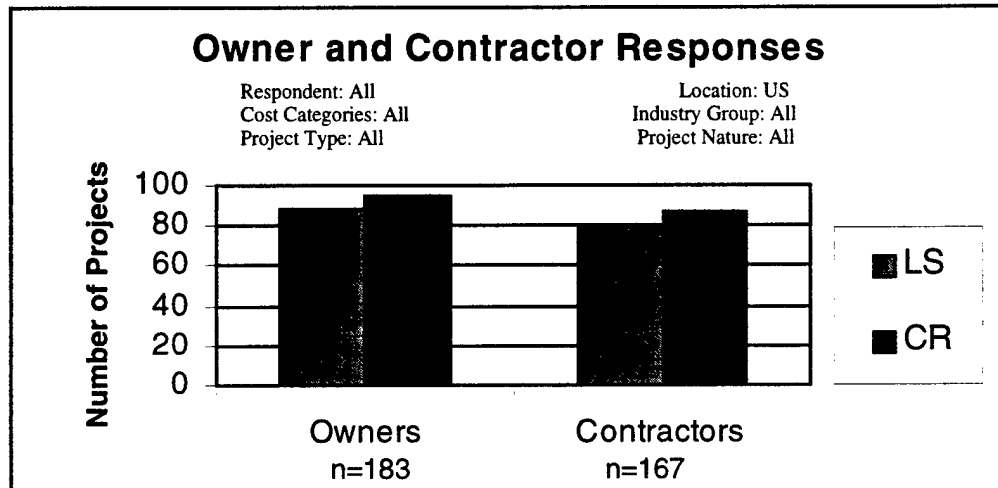 Owner and Contractor Responses
Respondent: All
Cost Categories: All
Project Type: All
Location: US
Industry Group: All
Project Nature: All
Number of Projects
100
80
60
40
20
0
Owners
n=183
Contractors
n=167
LS
CR